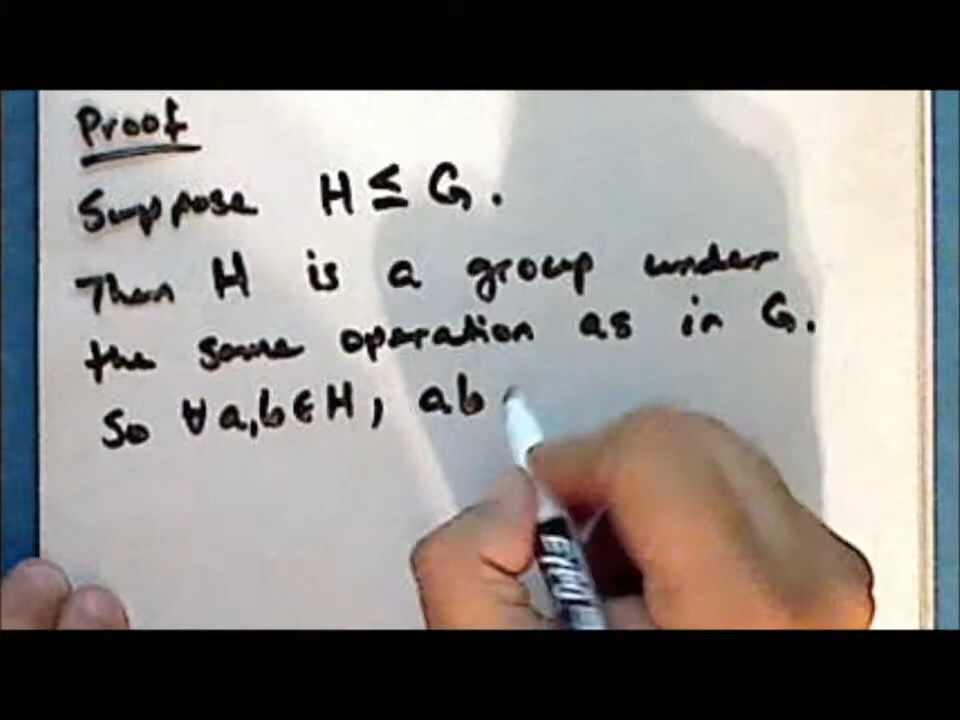 Proof
Suppose H ≤ G.
Then H is a group under
the same operation as in G.
So ∀a,b∈H, ab